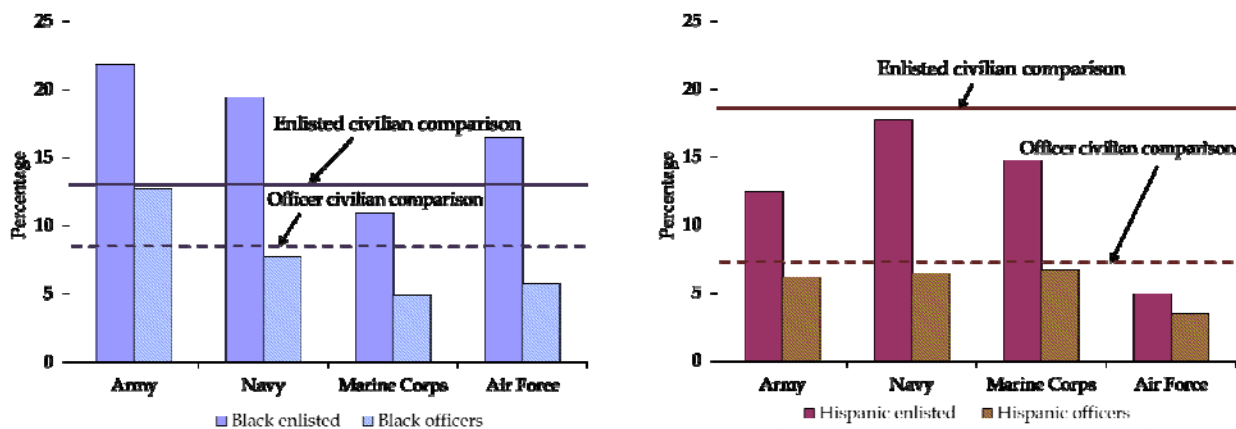 25
20
15
10
5
0
Percentage
Enlisted civilian comparison
Officer civilian comparison
Army Navy Marine Corps Air Force
Black enlisted Black officers
25
20
15
10
5
0
Percentage
Enlisted civilian comparison
Officer civilian comparison
Army Navy Marine Corps Air Force
Hispanic enlisted Hispanic officers